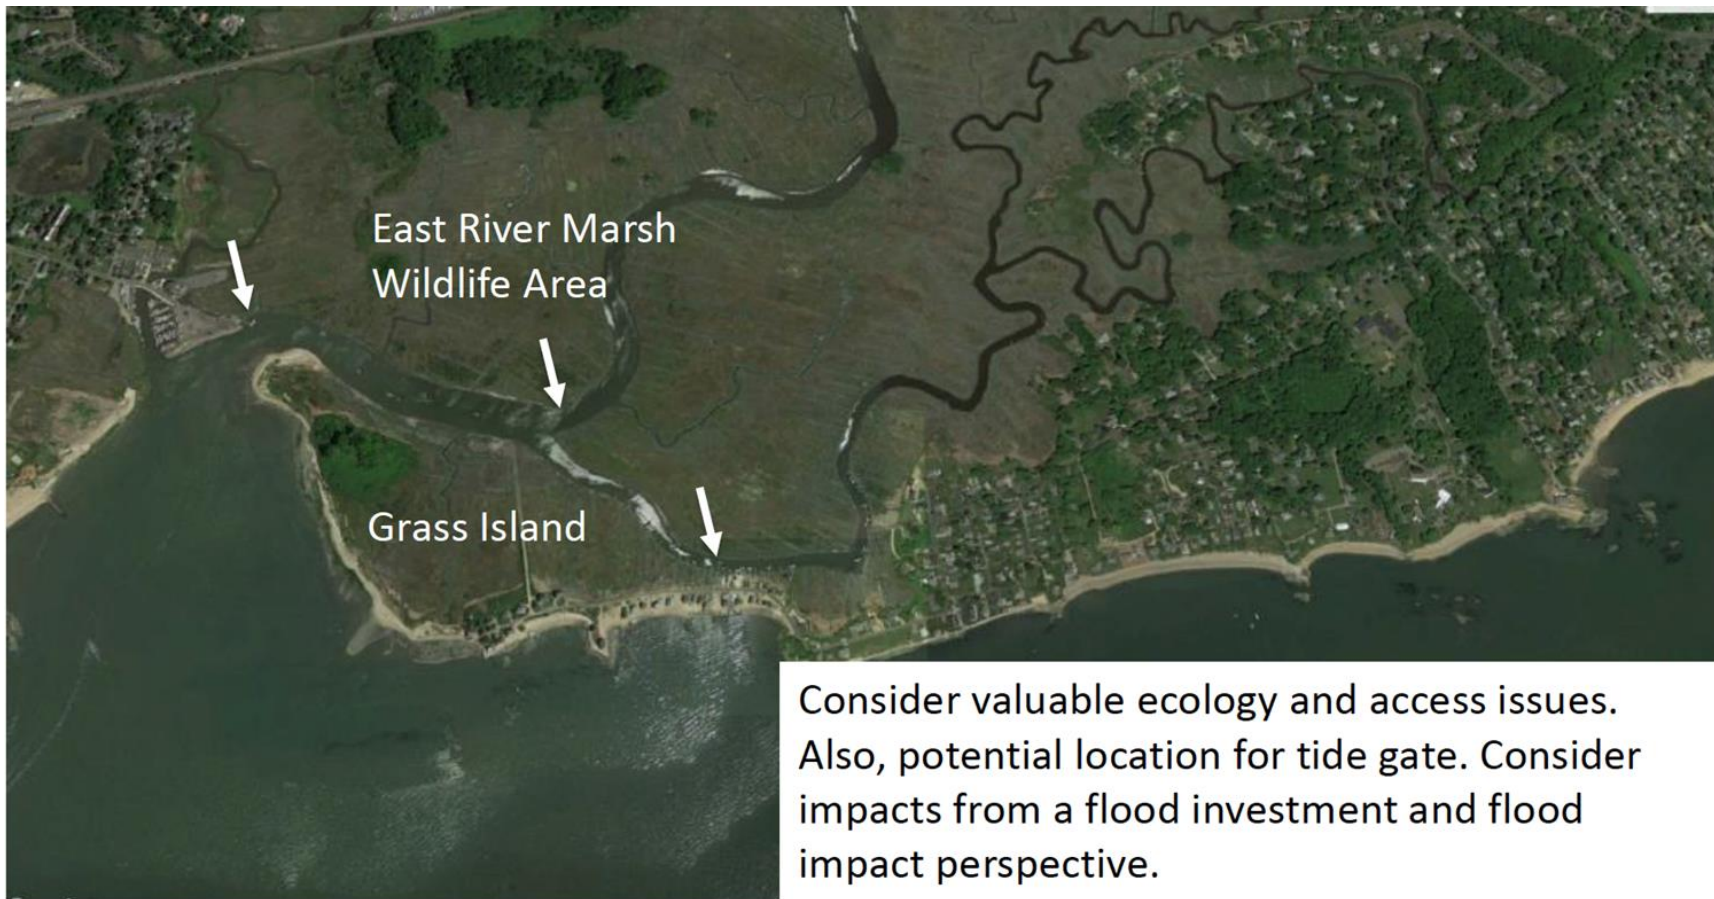 East River Marsh
Wildlife Area
Grass Island
Consider valuable ecology and access issues.
Also, potential location for tide gate. Consider
impacts from a flood investment and flood
impact perspective.